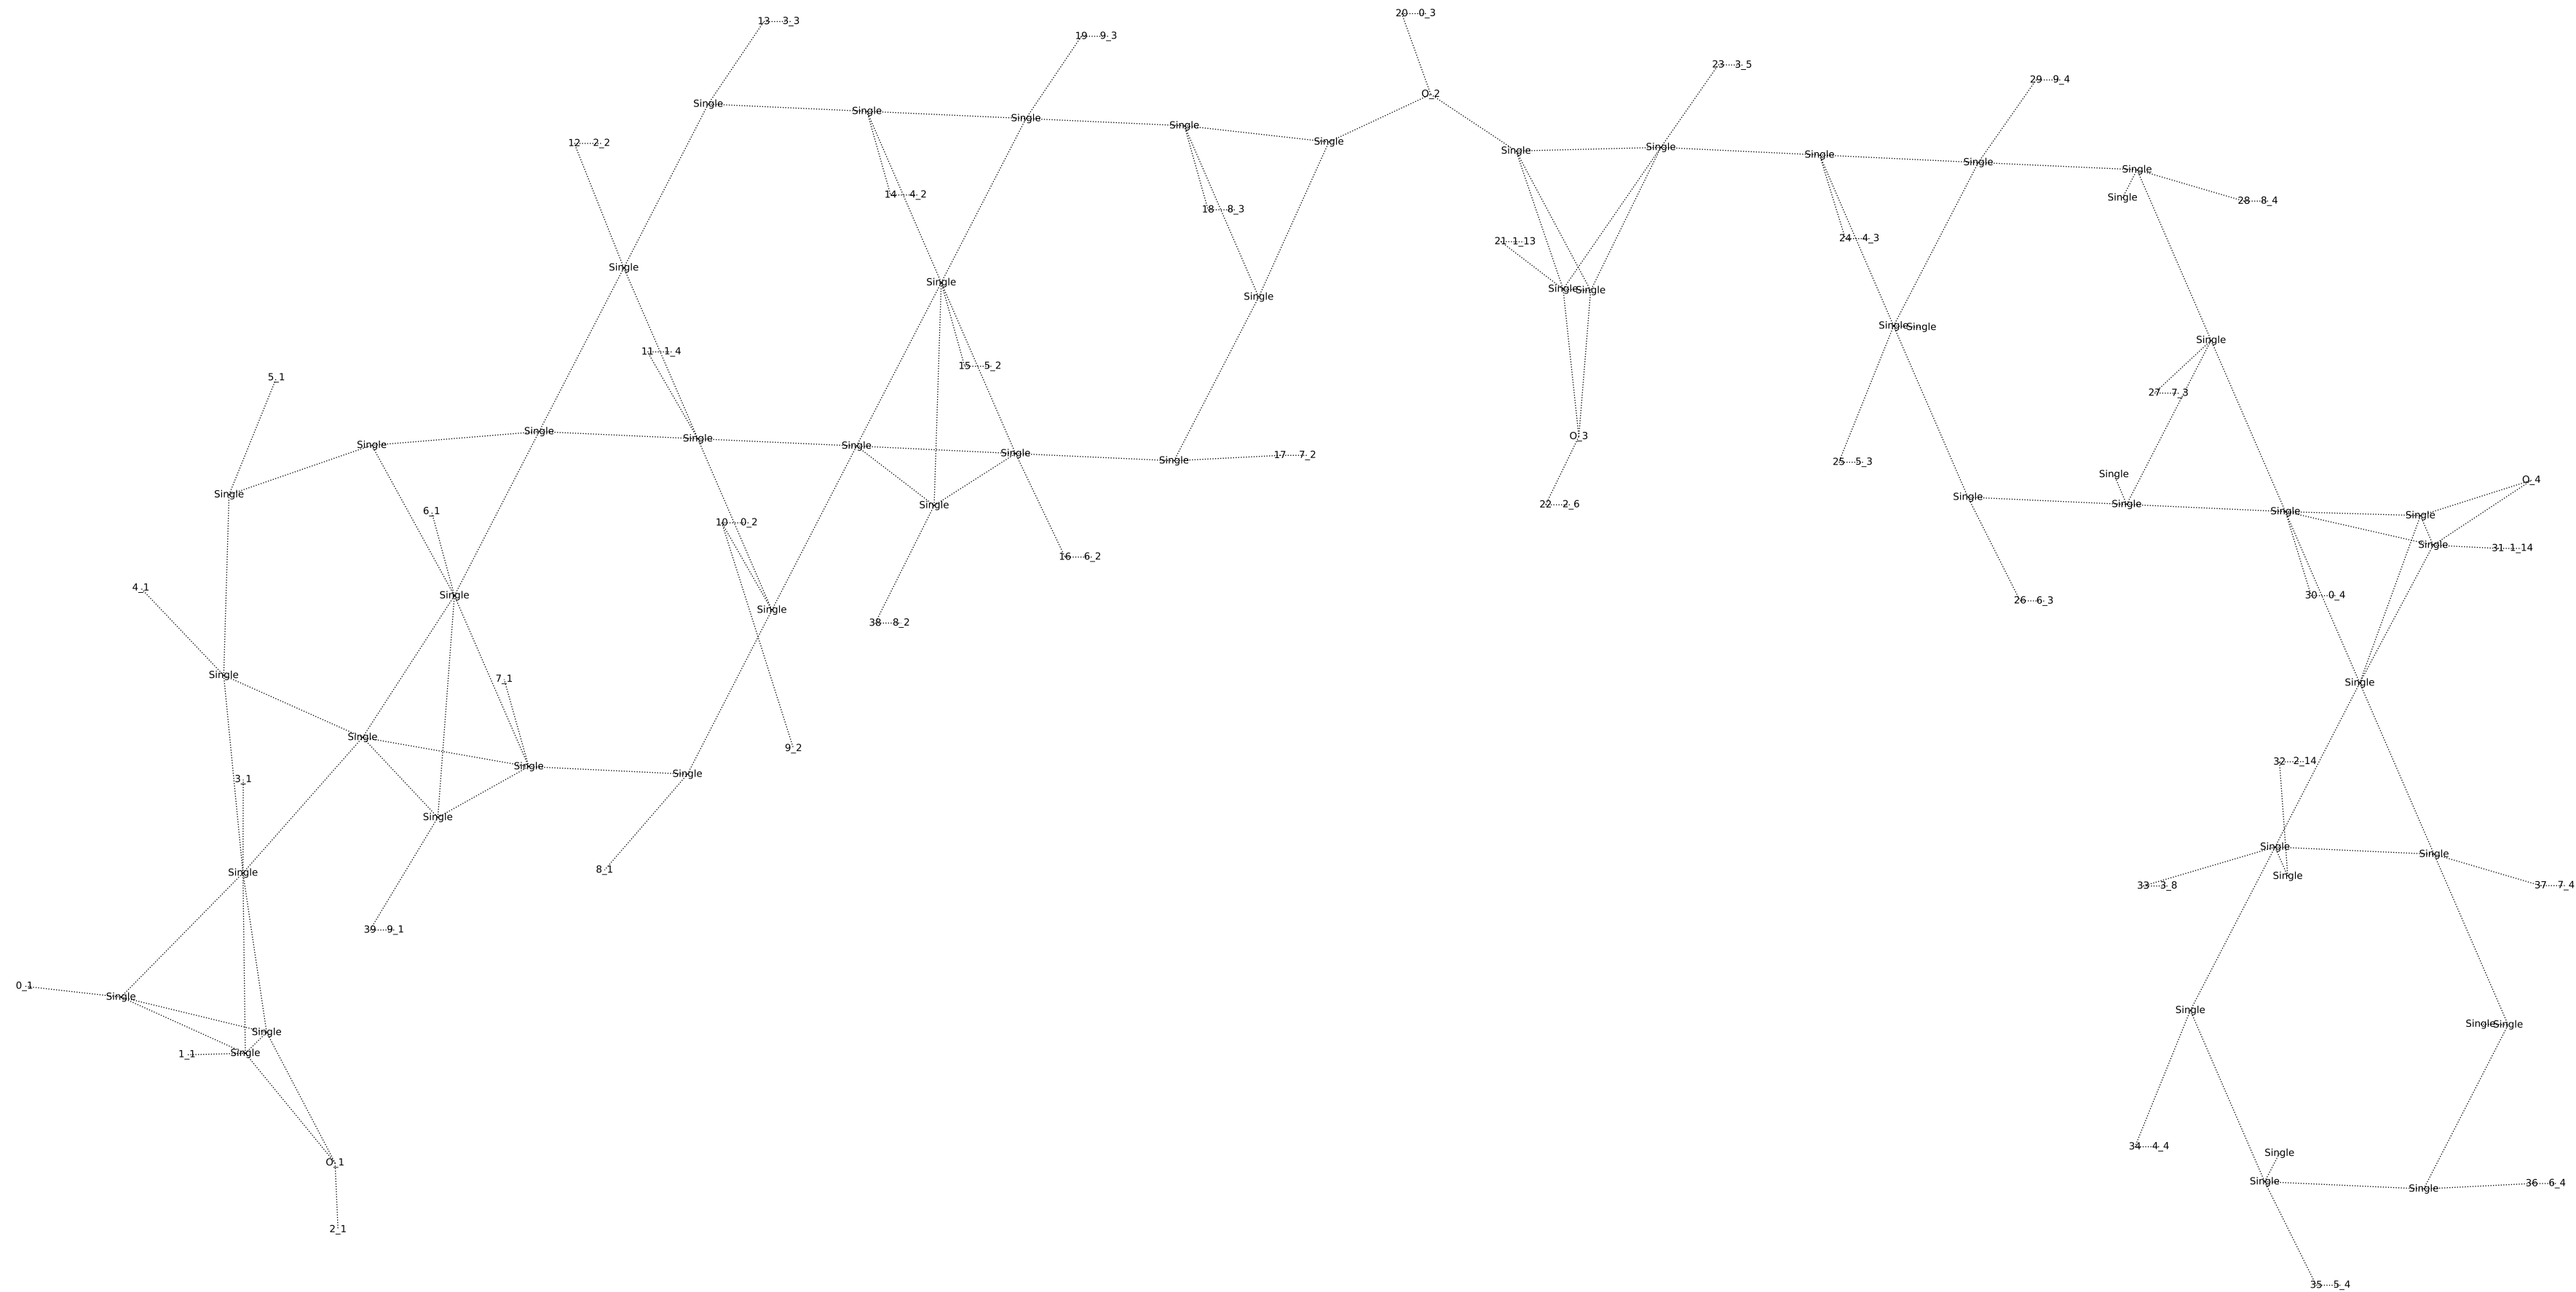 20 0_3
13 3_3
19 9_3
23 3_5
29 9_4
O_2
Single
Single
Single
Single
Single
12 2_2
Single
Single
Single
Single
Single
14 4_2
Single
28 8_4
18 8_3
24 4_3
21 1_13
Single
Single
Single
Single
Single
Single
Single
Single
11 1_4
15 5_2
5_1
27 7_3
Single
Single
Single
Single
Single
O_3
17 7_2
Single
25 5_3
Single
O_4
Single
Single
Single
22 2_6
Single
6_1
Single
Single
10 0_2
Single
31 1_14
16 6_2
4_1
Single
30 0_4
26 6_3
Single
38 8_2
Single
7_1
Single
Single
9_2
32 2_14
Single
Single
3_1
Single
Single
Single
8_1
Single
Single
33 3_8
37 7_4
39 9_1
0_1
Single
Single
Single
Single
Single
Single
1_1
34 4_4
Single
O_1
Single
36 6_4
Single
2_1
35 5_4